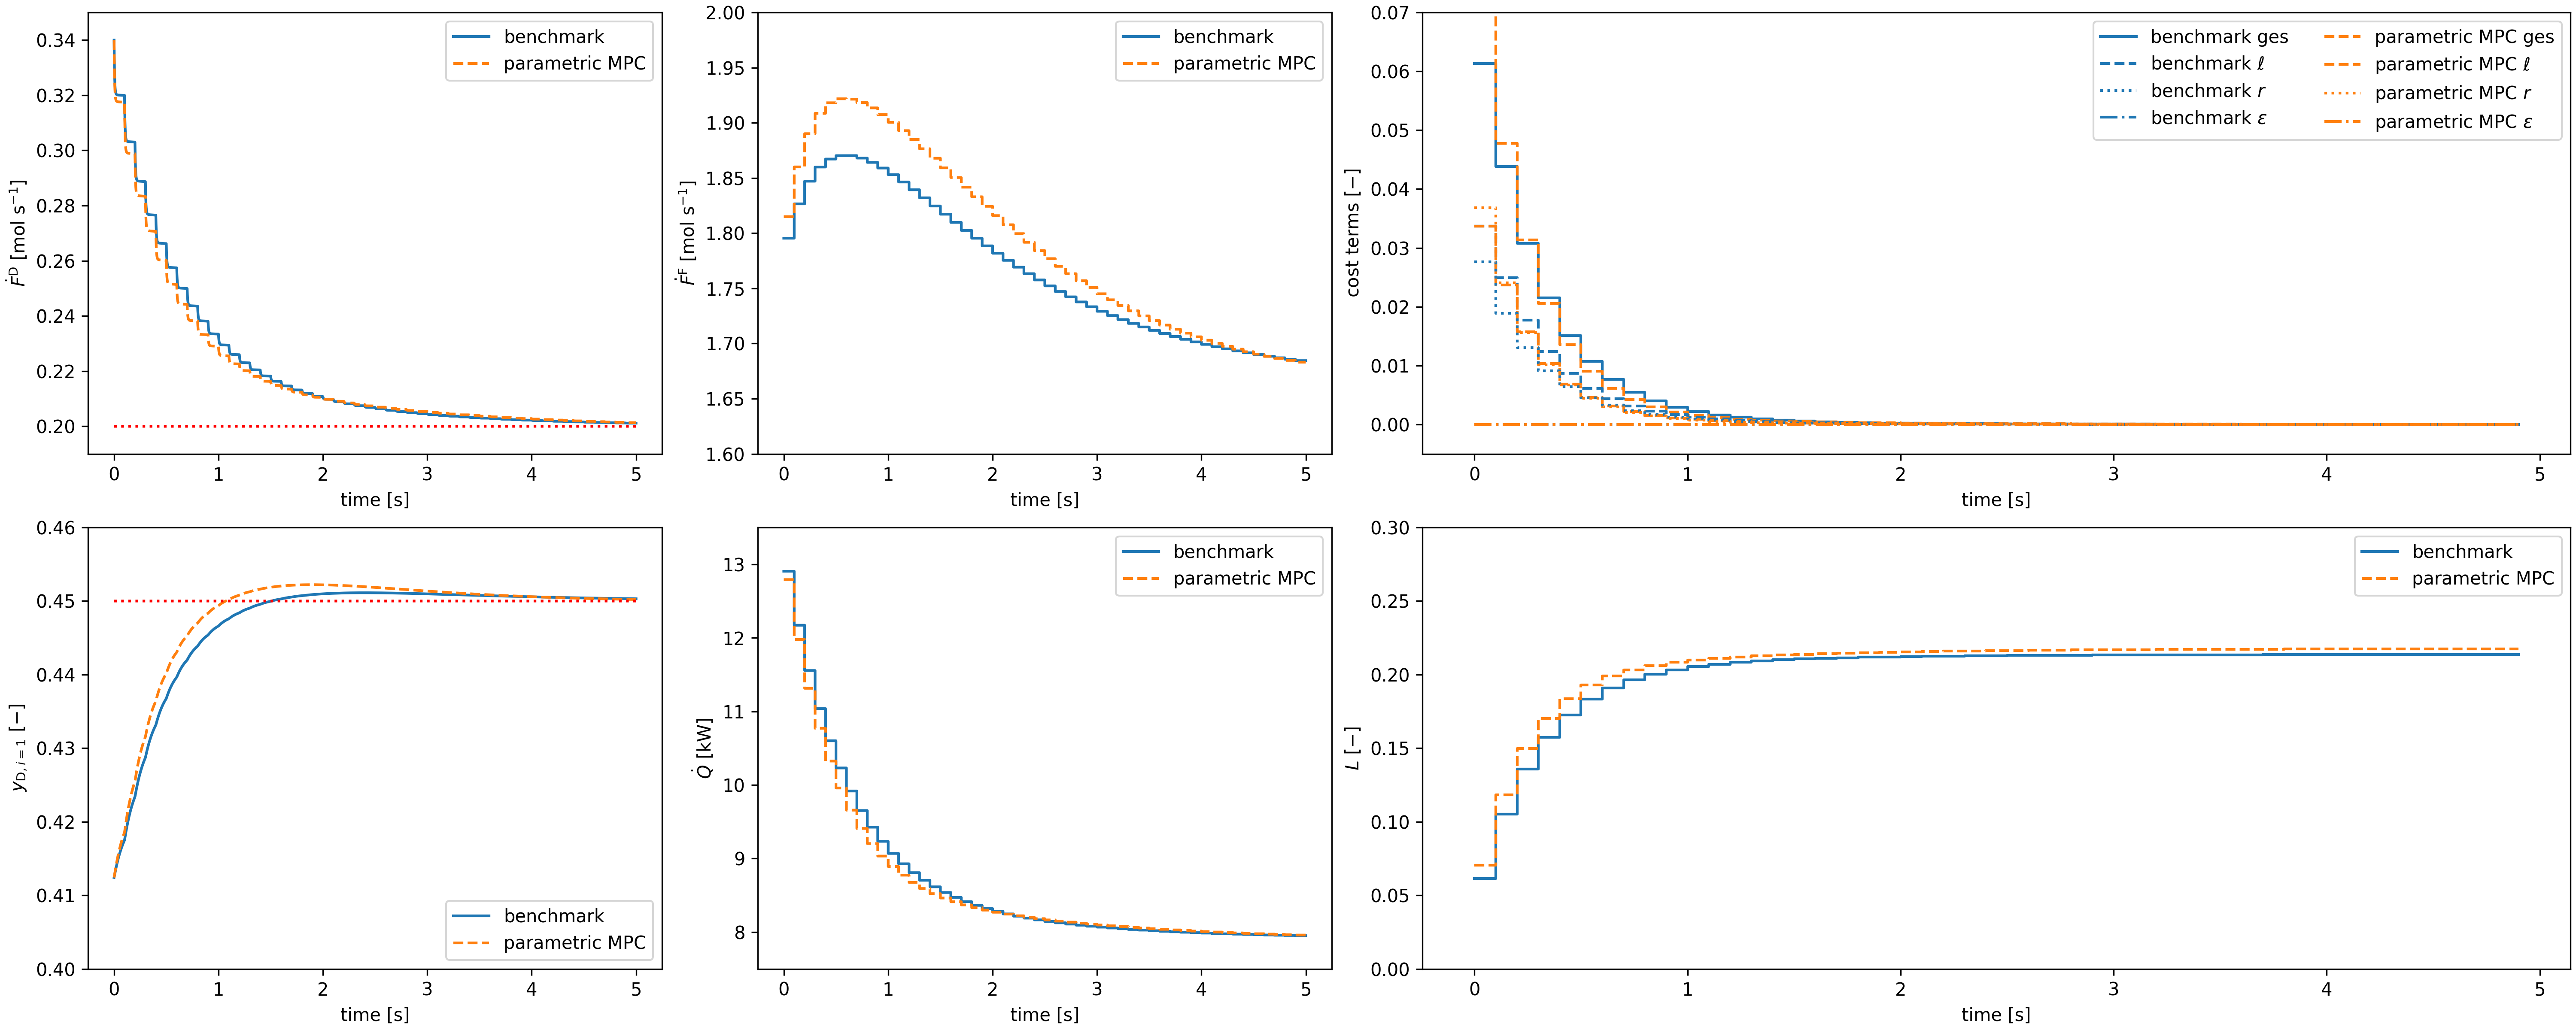 0.34
0.32
0.30
0.28
0.26
0.24
0.22
0.20
Ḟᴰ [mol s⁻¹]
benchmark
parametric MPC
0 1 2 3 4 5
time [s]
2.00
1.95
1.90
1.85
1.80
1.75
1.70
1.65
1.60
Ḟᶠ [mol s⁻¹]
benchmark
parametric MPC
0 1 2 3 4 5
time [s]
0.07
0.06
0.05
0.04
0.03
0.02
0.01
0.00
cost terms [−]
benchmark ges
benchmark ℓ
benchmark r
benchmark ε
parametric MPC ges
parametric MPC ℓ
parametric MPC r
parametric MPC ε
0 1 2 3 4 5
time [s]
0.46
0.45
0.44
0.43
0.42
0.41
0.40
y_D,i=1 [−]
benchmark
parametric MPC
0 1 2 3 4 5
time [s]
13
12
11
10
9
8
Q̇ [kW]
benchmark
parametric MPC
0 1 2 3 4 5
time [s]
0.30
0.25
0.20
0.15
0.10
0.05
0.00
L [−]
benchmark
parametric MPC
0 1 2 3 4 5
time [s]